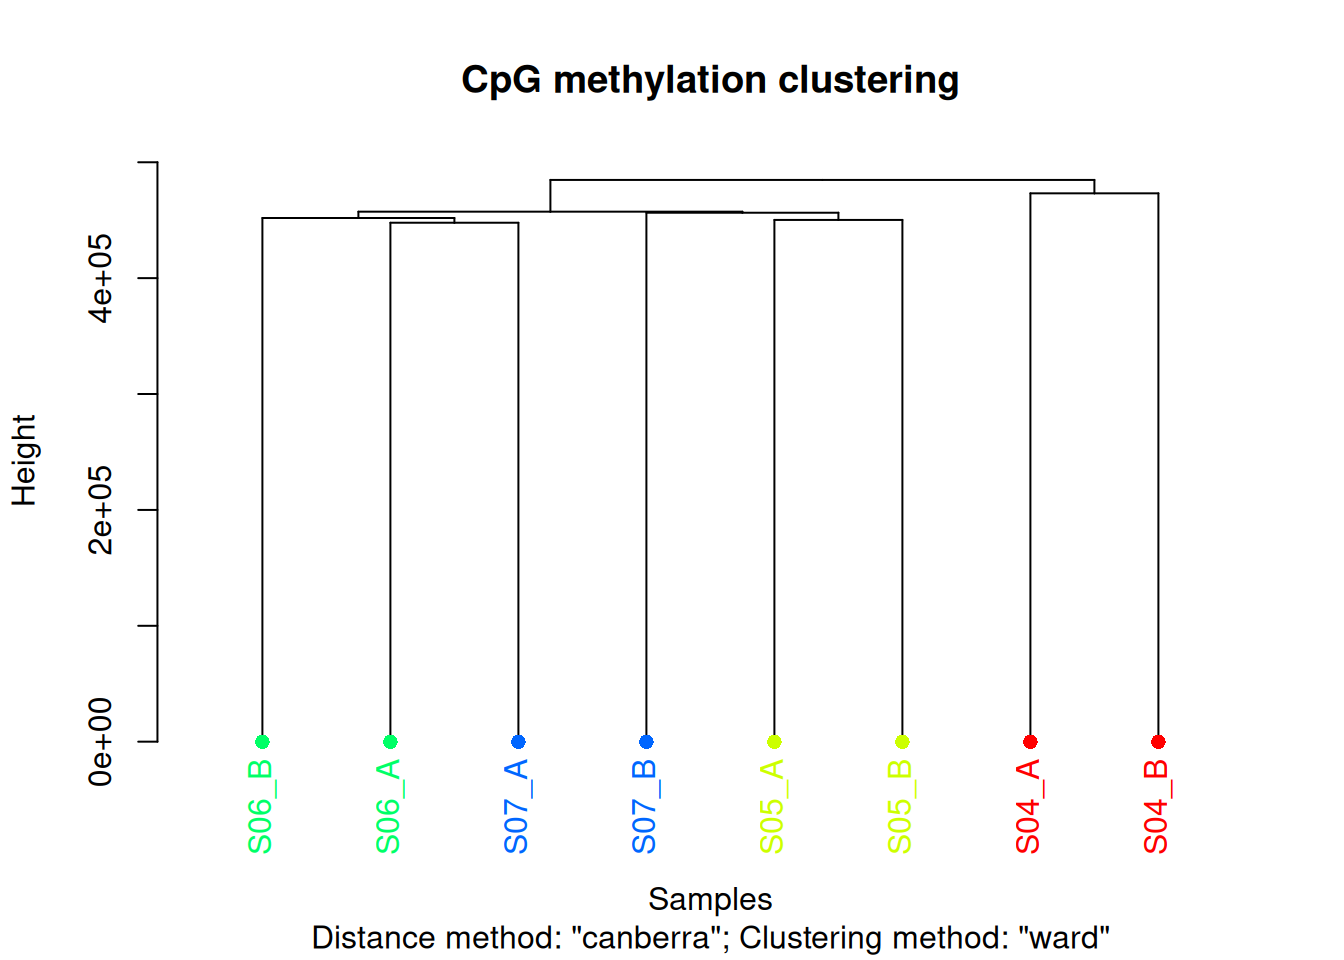 CpG methylation clustering
Height
4e+05
2e+05
0e+00
S06_B
S06_A
S07_A
S07_B
S05_A
S05_B
S04_A
S04_B
Samples
Distance method: "canberra"; Clustering method: "ward"